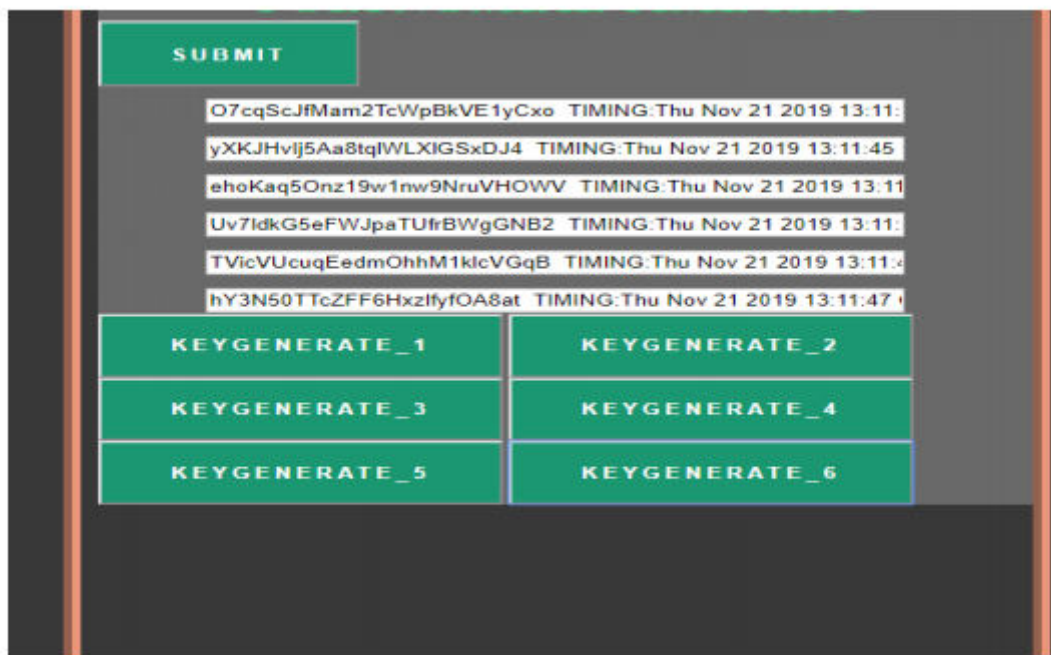 SUBMIT
O7cqScJfMam2TcWpBkVE1yCxo TIMING:Thu Nov 21 2019 13:11:
yXKJHvlj5Aa8tqlWLXIGSxDJ4 TIMING:Thu Nov 21 2019 13:11:45
ehoKaq5Onz19w1nw9NruVHOWV TIMING:Thu Nov 21 2019 13:11
Uv7ldkG5eFWJpaTUfrBWgGNB2 TIMING:Thu Nov 21 2019 13:11:
TVicVUcuqEedmOhhM1klcVGqB TIMING:Thu Nov 21 2019 13:11:4
hY3N50TTcZFF6HxzlfyfOA8at TIMING:Thu Nov 21 2019 13:11:47
KEYGENERATE_1 KEYGENERATE_2
KEYGENERATE_3 KEYGENERATE_4
KEYGENERATE_5 KEYGENERATE_6